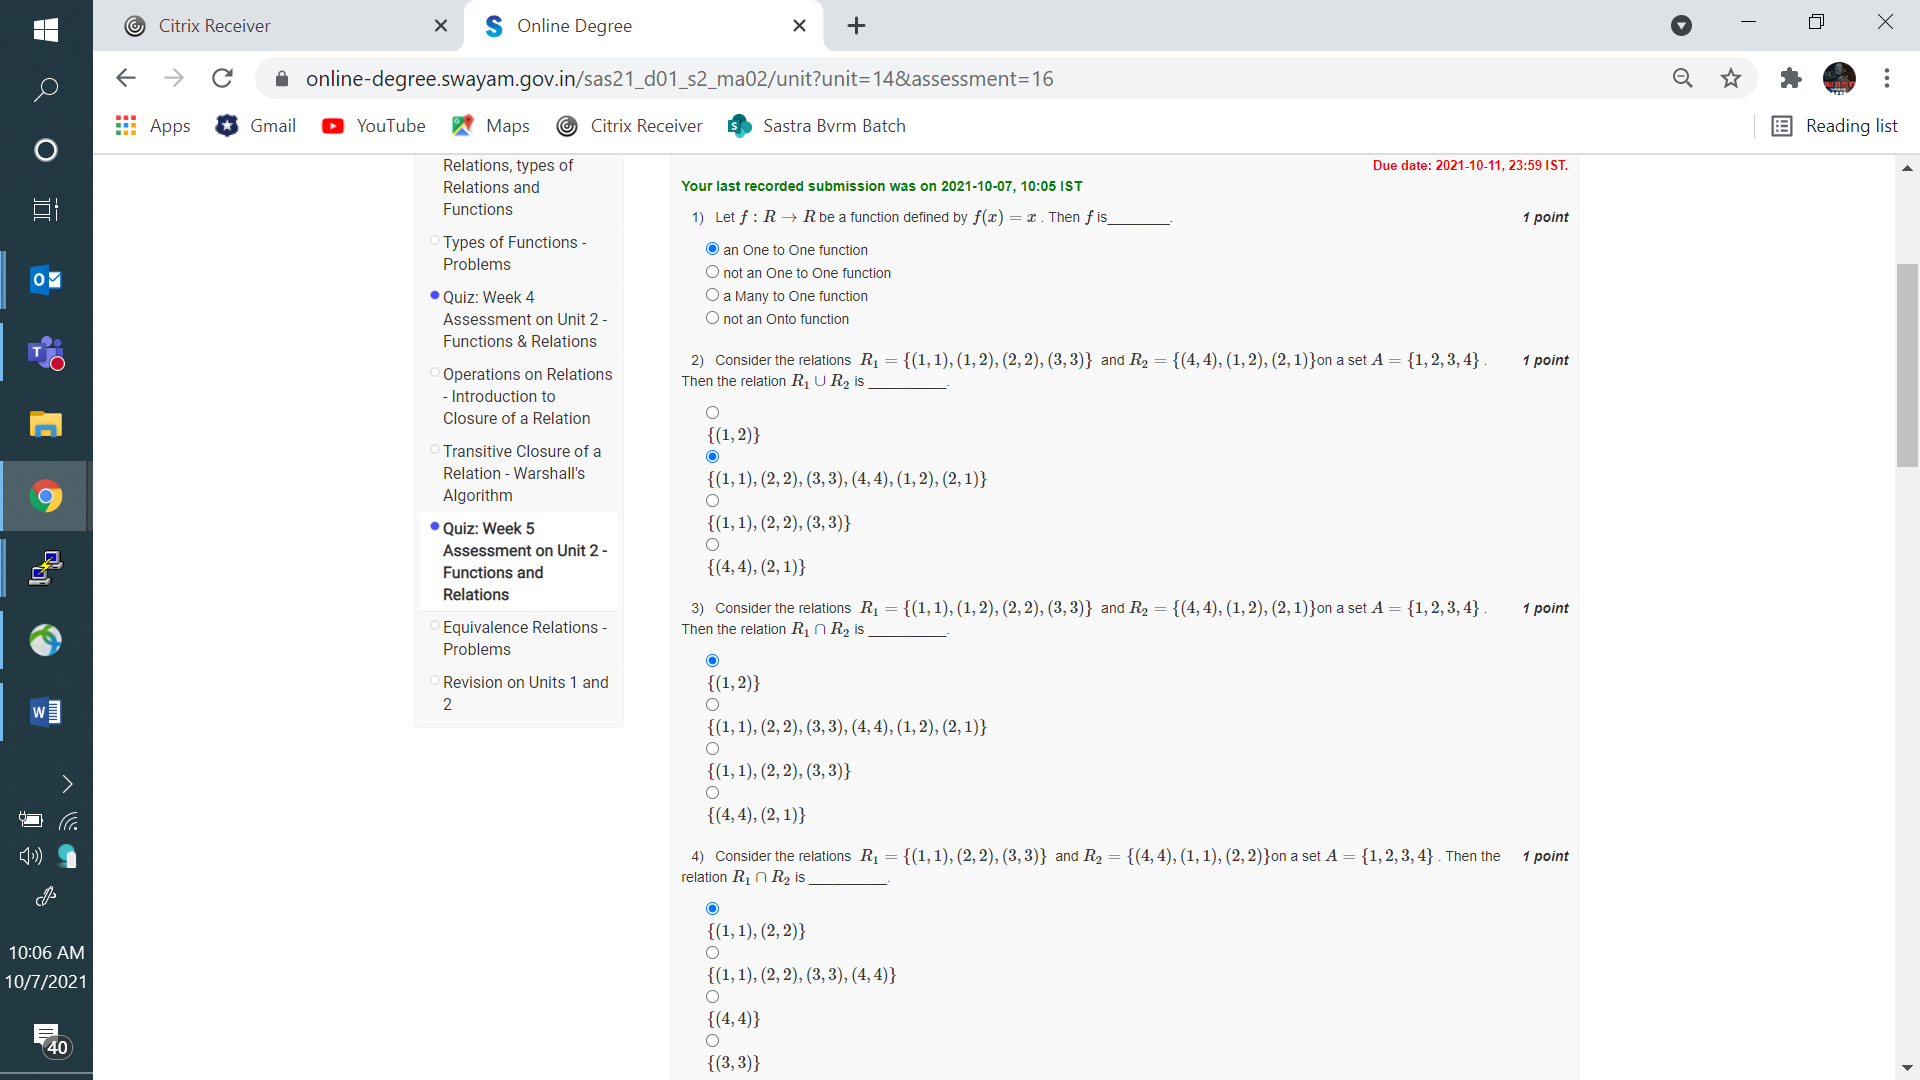 Citrix Receiver
Online Degree
online-degree.swayam.gov.in/sas21_d01_s2_ma02/unit?unit=14&assessment=16
Apps Gmail YouTube Maps Citrix Receiver Sastra Bvrm Batch Reading list
Relations, types of
Relations and
Functions
Types of Functions -
Problems
Quiz: Week 4
Assessment on Unit 2 -
Functions & Relations
Operations on Relations
- Introduction to
Closure of a Relation
Transitive Closure of a
Relation - Warshall's
Algorithm
Quiz: Week 5
Assessment on Unit 2 -
Functions and
Relations
Equivalence Relations -
Problems
Revision on Units 1 and
2
Due date: 2021-10-11, 23:59 IST.
Your last recorded submission was on 2021-10-07, 10:05 IST
1) Let f : R → R be a function defined by f(x) = x . Then f is________. 1 point
an One to One function
not an One to One function
a Many to One function
not an Onto function
2) Consider the relations R₁ = {(1, 1), (1, 2), (2, 2), (3, 3)} and R₂ = {(4, 4), (1, 2), (2, 1)}on a set A = {1, 2, 3, 4} . 1 point
Then the relation R₁ ∪ R₂ is __________.
{(1, 2)}
{(1, 1), (2, 2), (3, 3), (4, 4), (1, 2), (2, 1)}
{(1, 1), (2, 2), (3, 3)}
{(4, 4), (2, 1)}
3) Consider the relations R₁ = {(1, 1), (1, 2), (2, 2), (3, 3)} and R₂ = {(4, 4), (1, 2), (2, 1)}on a set A = {1, 2, 3, 4} . 1 point
Then the relation R₁ ∩ R₂ is __________.
{(1, 2)}
{(1, 1), (2, 2), (3, 3), (4, 4), (1, 2), (2, 1)}
{(1, 1), (2, 2), (3, 3)}
{(4, 4), (2, 1)}
4) Consider the relations R₁ = {(1, 1), (2, 2), (3, 3)} and R₂ = {(4, 4), (1, 1), (2, 2)}on a set A = {1, 2, 3, 4} . Then the 1 point
relation R₁ ∩ R₂ is __________.
{(1, 1), (2, 2)}
{(1, 1), (2, 2), (3, 3), (4, 4)}
{(4, 4)}
{(3, 3)}
10:06 AM
10/7/2021
40